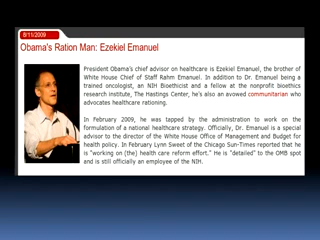 8/11/2009
Obama's Ration Man: Ezekiel Emanuel
President Obama's chief advisor on healthcare is Ezekiel Emanuel, the brother of
White House Chief of Staff Rahm Emanuel. In addition to Dr. Emanuel being a
trained oncologist, an NIH Bioethicist and a fellow at the nonprofit bioethics
research institute, The Hastings Center, he's also an avowed communitarian who
advocates healthcare rationing.
In February 2009, he was tapped by the administration to work on the
formulation of a national healthcare strategy. Officially, Dr. Emanuel is a special
advisor to the director of the White House Office of Management and Budget for
health policy. In February Lynn Sweet of the Chicago Sun-Times reported that he
is "working on (the) health care reform effort." He is "detailed" to the OMB spot
and is still officially an employee of the NIH.